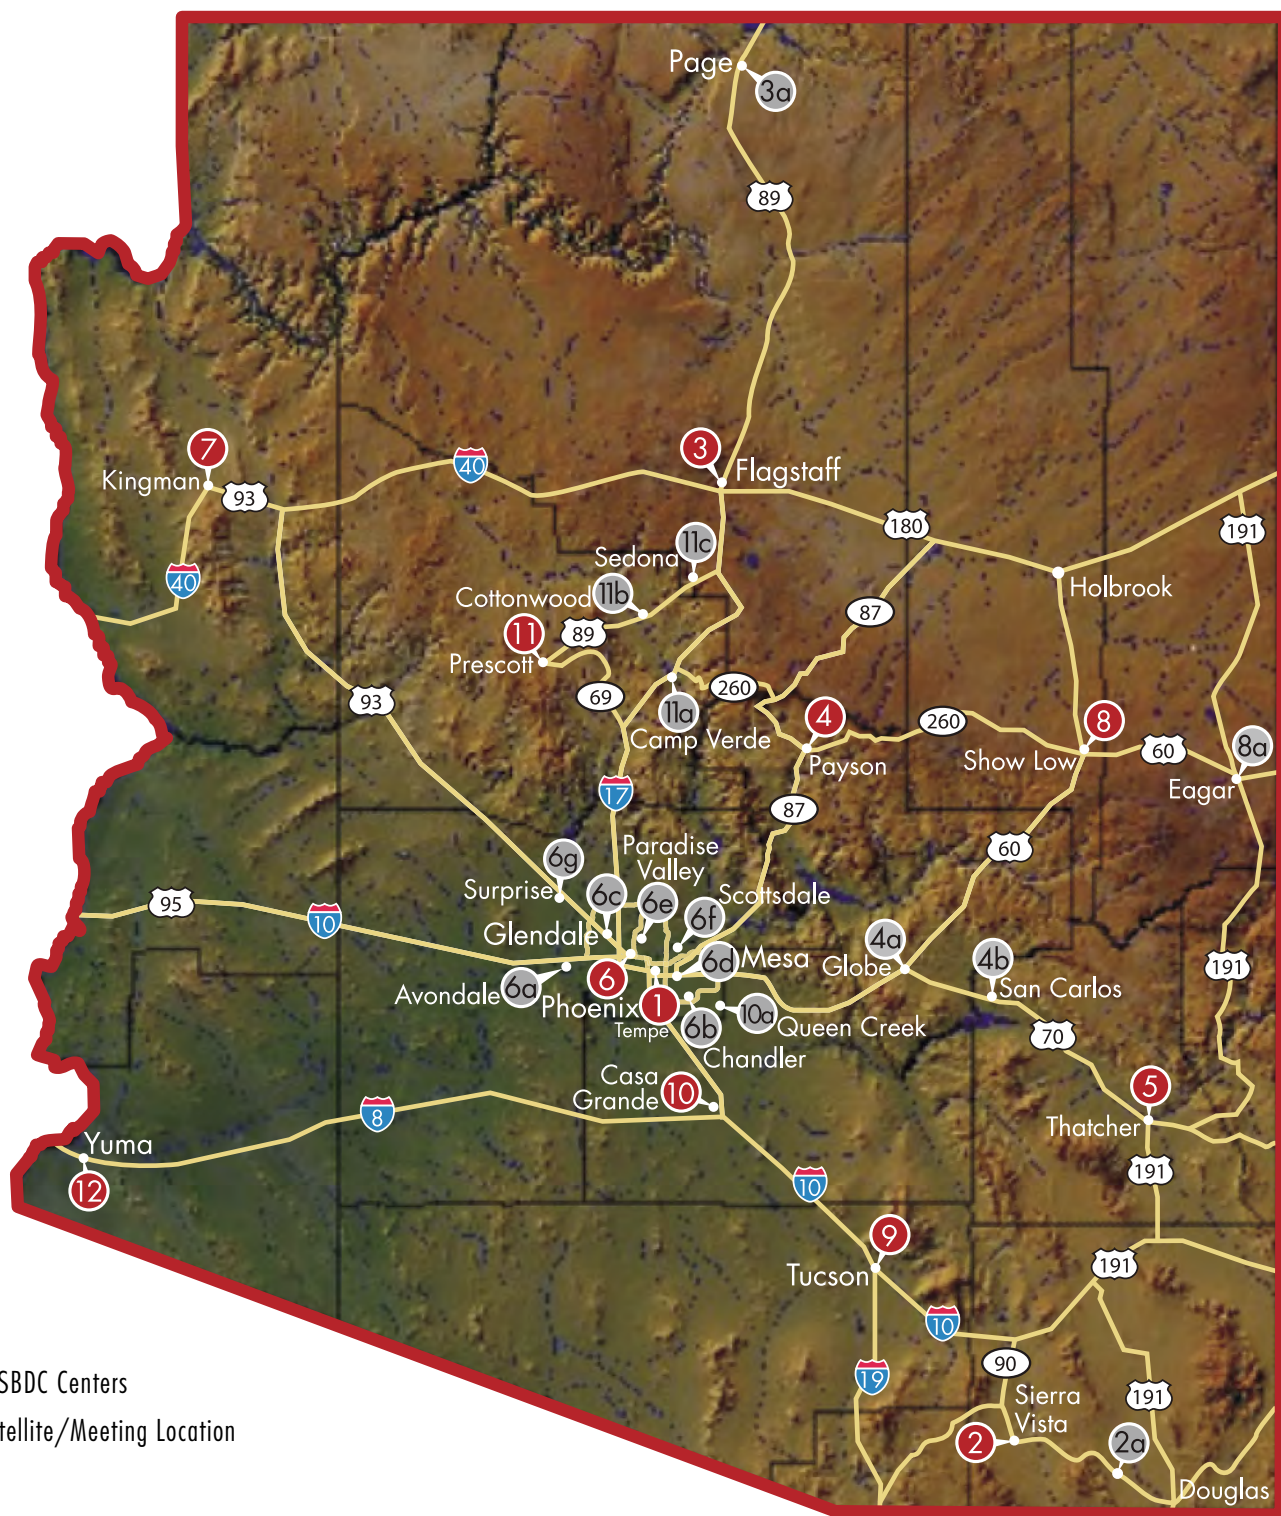 Page
3a
89
7
Kingman
93
40
3
Flagstaff
40
180
191
11c
Sedona
Holbrook
11b
Cottonwood
87
11
89
Prescott
69
260
93
11a
Camp Verde
4
Payson
260
8
Show Low
60
8a
Eagar
17
87
60
Paradise
Valley
6g
Surprise
6c
6e
Scottsdale
6f
95
10
Glendale
4a
Globe
6d
Mesa
4b
San Carlos
191
Avondale
6a
6
Phoenix
1
Tempe
6b
10a
Queen Creek
Chandler
70
Casa
Grande
10
5
Thatcher
8
Yuma
12
191
10
9
Tucson
191
10
19
90
Sierra
Vista
191
2
2a
Douglas
SBDC Centers
tellite/Meeting Location